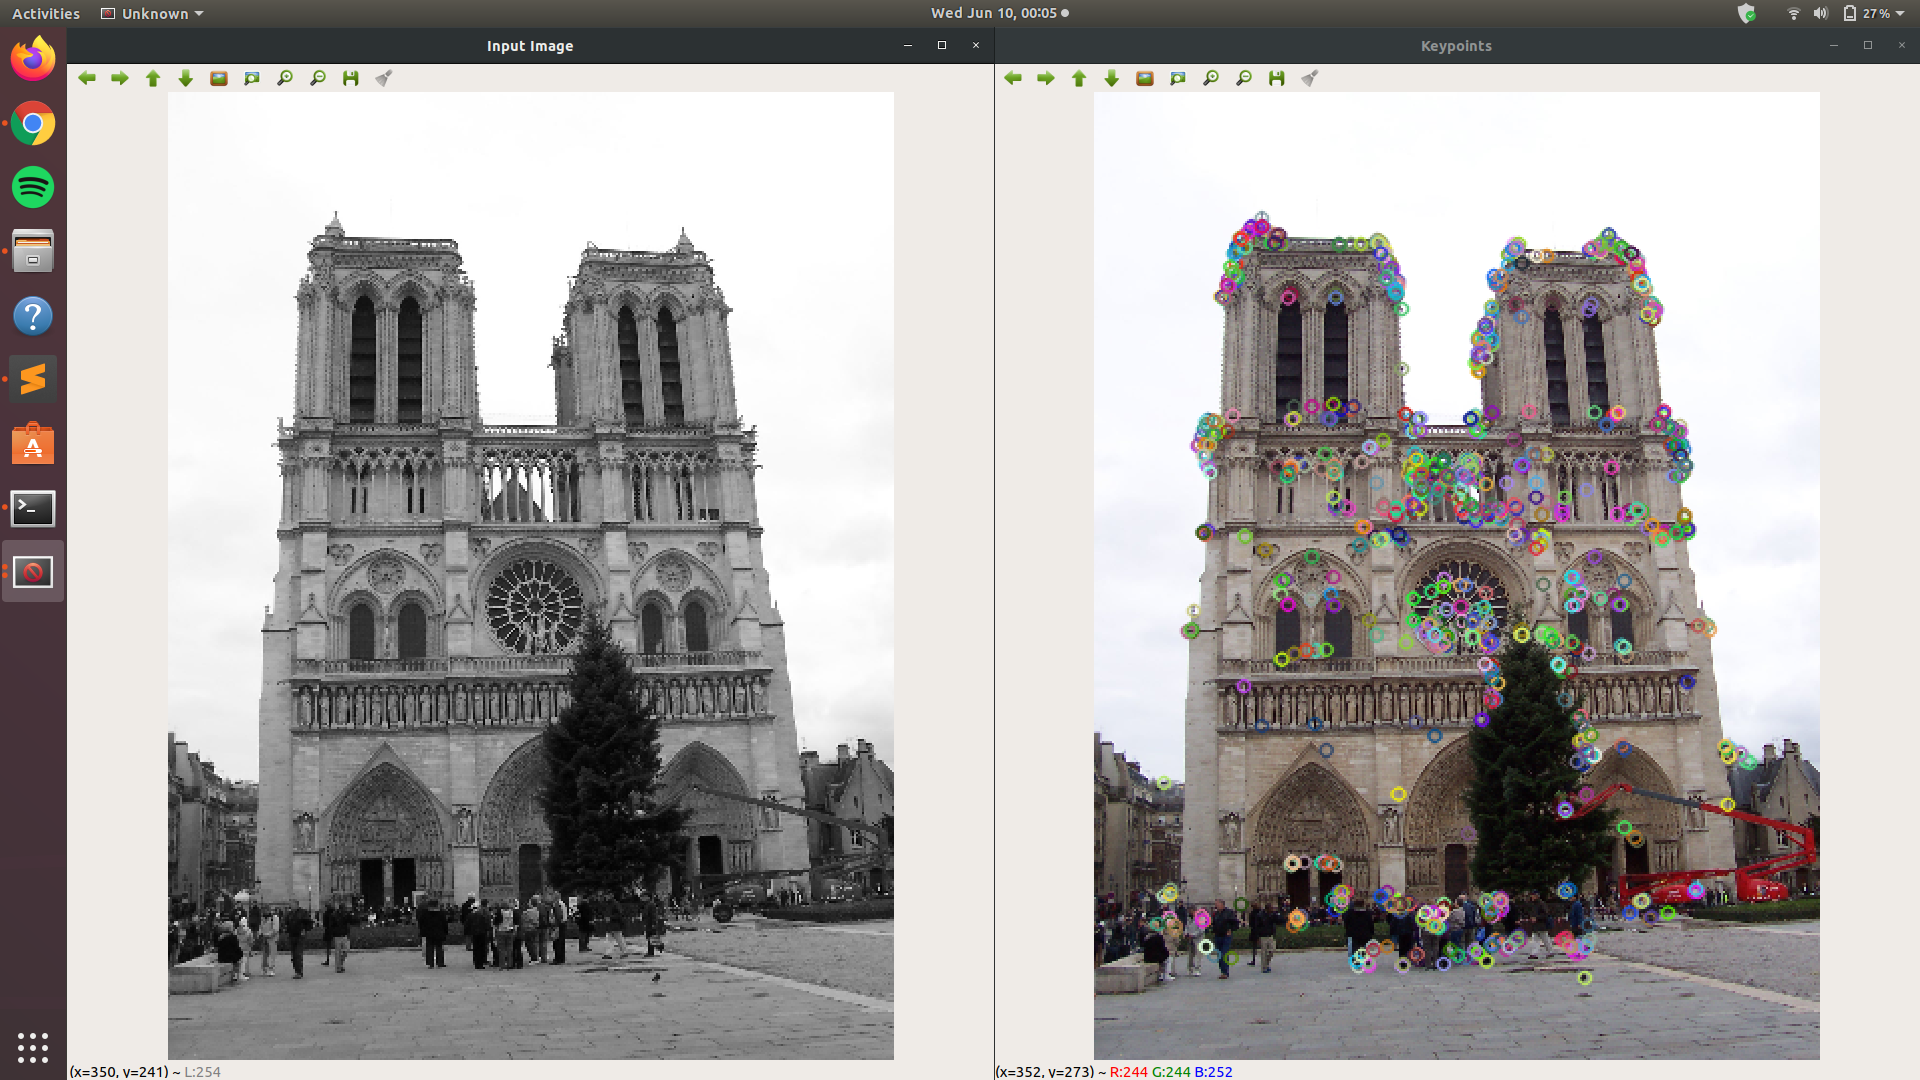 Activities
Unknown
Wed Jun 10, 00:05
27%
Input Image
Keypoints
(x=350, y=241) ~ L:254
(x=352, y=273) ~ R:244 G:244 B:252